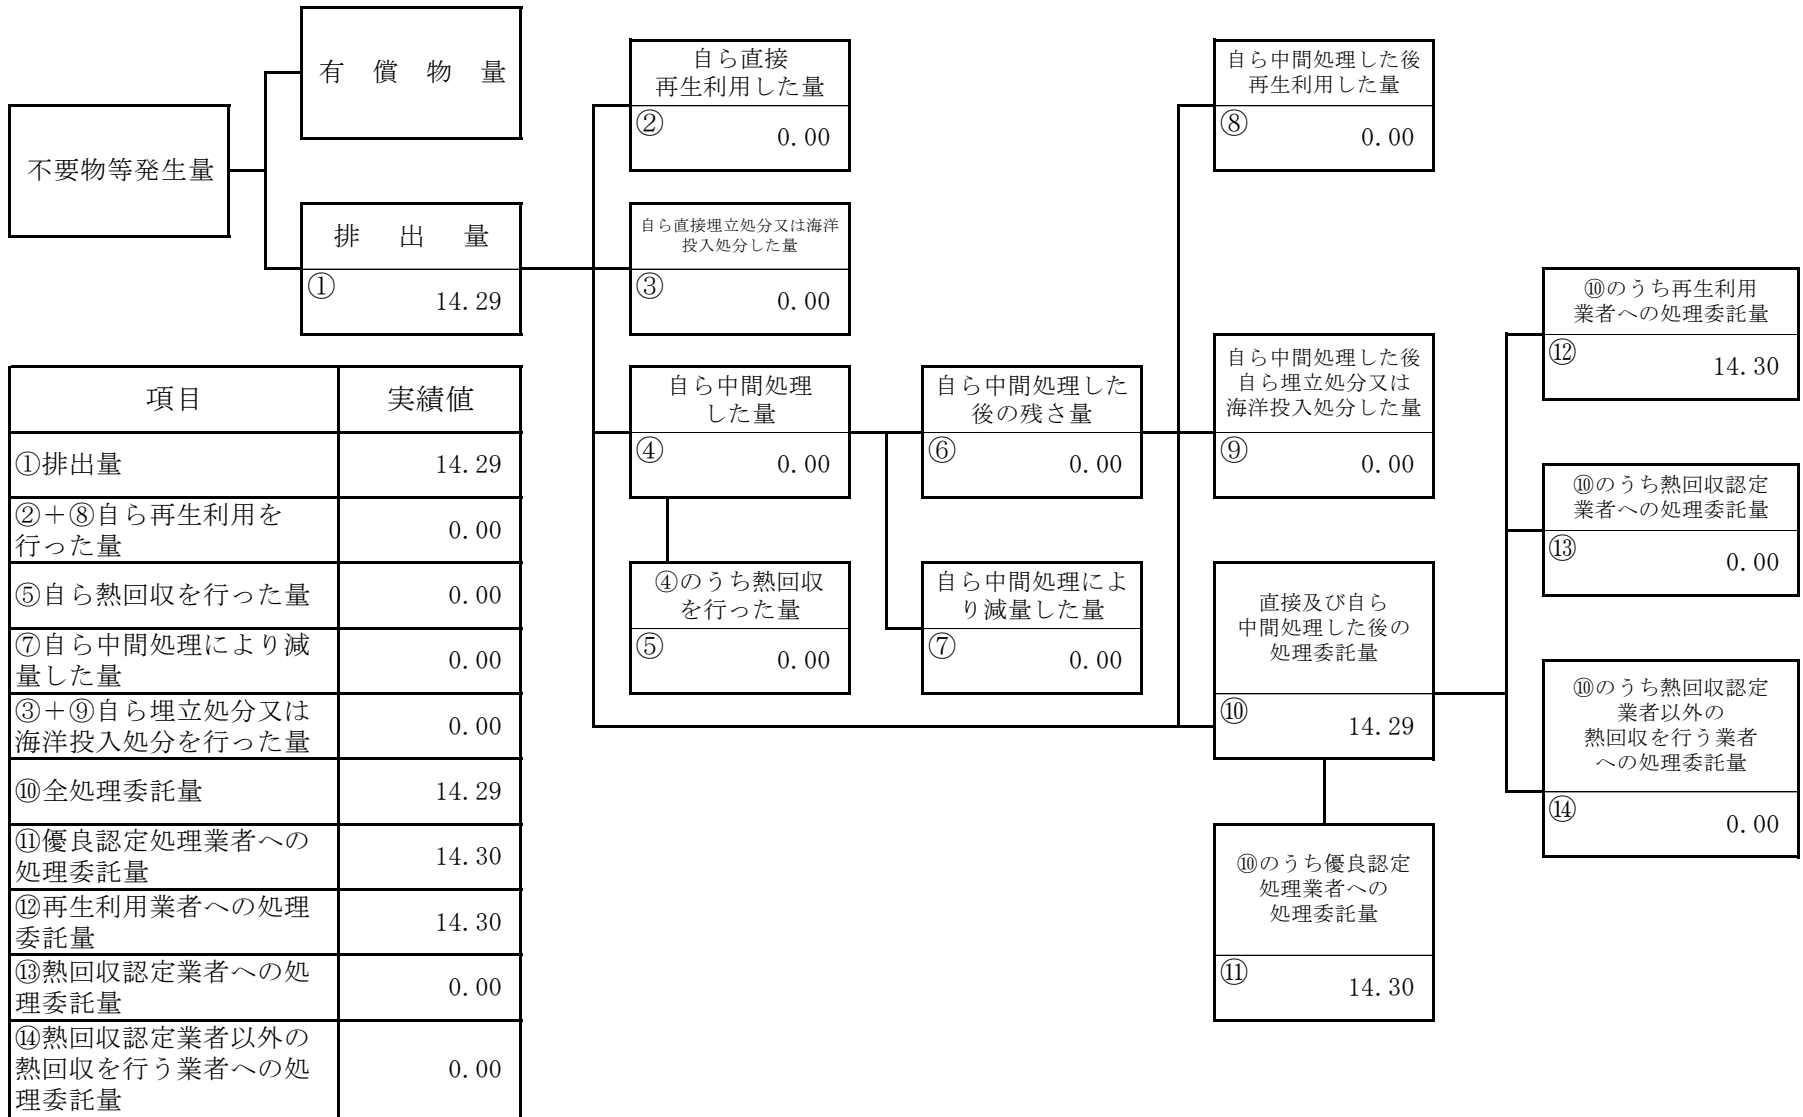 有償物量
不要物等発生量
排出量
①
14.29
自ら直接
再生利用した量
②
0.00
自ら直接埋立処分又は海洋
投入処分した量
③
0.00
自ら中間処理
した量
④
0.00
④のうち熱回収
を行った量
⑤
0.00
自ら中間処理した
後の残さ量
⑥
0.00
自ら中間処理によ
り減量した量
⑦
0.00
自ら中間処理した後
再生利用した量
⑧
0.00
自ら中間処理した後
自ら埋立処分又は
海洋投入処分した量
⑨
0.00
直接及び自ら
中間処理した後の
処理委託量
⑩
14.29
⑩のうち優良認定
処理業者への
処理委託量
⑪
14.30
⑩のうち再生利用
業者への処理委託量
⑫
14.30
⑩のうち熱回収認定
業者への処理委託量
⑬
0.00
⑩のうち熱回収認定
業者以外の
熱回収を行う業者
への処理委託量
⑭
0.00
項目 実績値
①排出量 14.29
②＋⑧自ら再生利用を
行った量 0.00
⑤自ら熱回収を行った量 0.00
⑦自ら中間処理により減
量した量 0.00
③＋⑨自ら埋立処分又は
海洋投入処分を行った量 0.00
⑩全処理委託量 14.29
⑪優良認定処理業者への
処理委託量 14.30
⑫再生利用業者への処理
委託量 14.30
⑬熱回収認定業者への処
理委託量 0.00
⑭熱回収認定業者以外の
熱回収を行う業者への処
理委託量 0.00